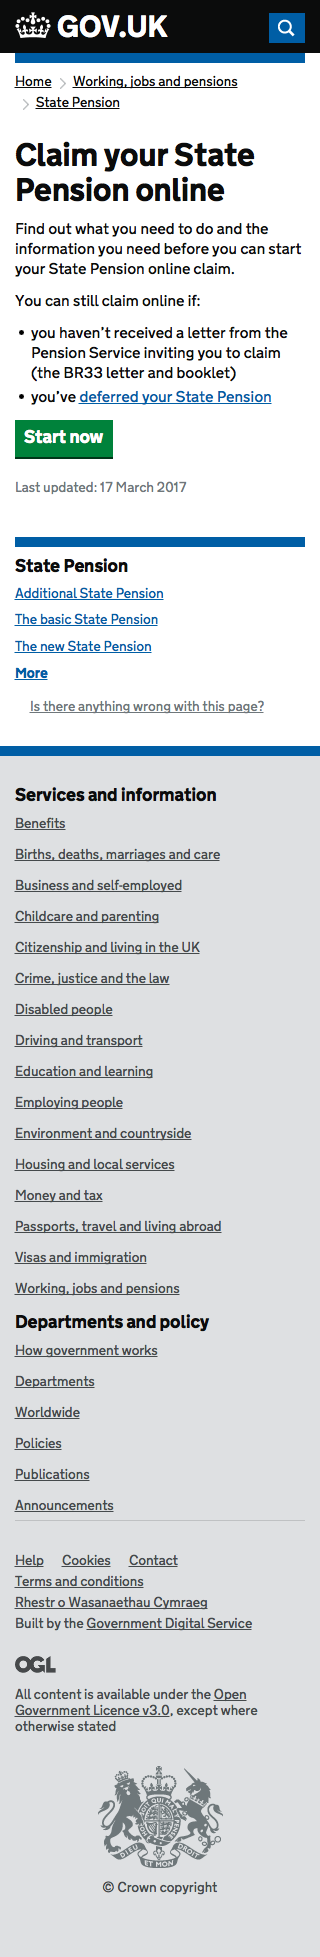 GOV.UK
Home
Working, jobs and pensions
State Pension
Claim your State
Pension online
Find out what you need to do and the
information you need before you can start
your State Pension online claim.
You can still claim online if:
• you haven’t received a letter from the
Pension Service inviting you to claim
(the BR33 letter and booklet)
• you’ve deferred your State Pension
Start now
Last updated: 17 March 2017
State Pension
Additional State Pension
The basic State Pension
The new State Pension
More
Is there anything wrong with this page?
Services and information
Benefits
Births, deaths, marriages and care
Business and self-employed
Childcare and parenting
Citizenship and living in the UK
Crime, justice and the law
Disabled people
Driving and transport
Education and learning
Employing people
Environment and countryside
Housing and local services
Money and tax
Passports, travel and living abroad
Visas and immigration
Working, jobs and pensions
Departments and policy
How government works
Departments
Worldwide
Policies
Publications
Announcements
Help Cookies Contact
Terms and conditions
Rhestr o Wasanaethau Cymraeg
Built by the Government Digital Service
OGL
All content is available under the Open
Government Licence v3.0, except where
otherwise stated
DIEU ET MON DROIT
© Crown copyright